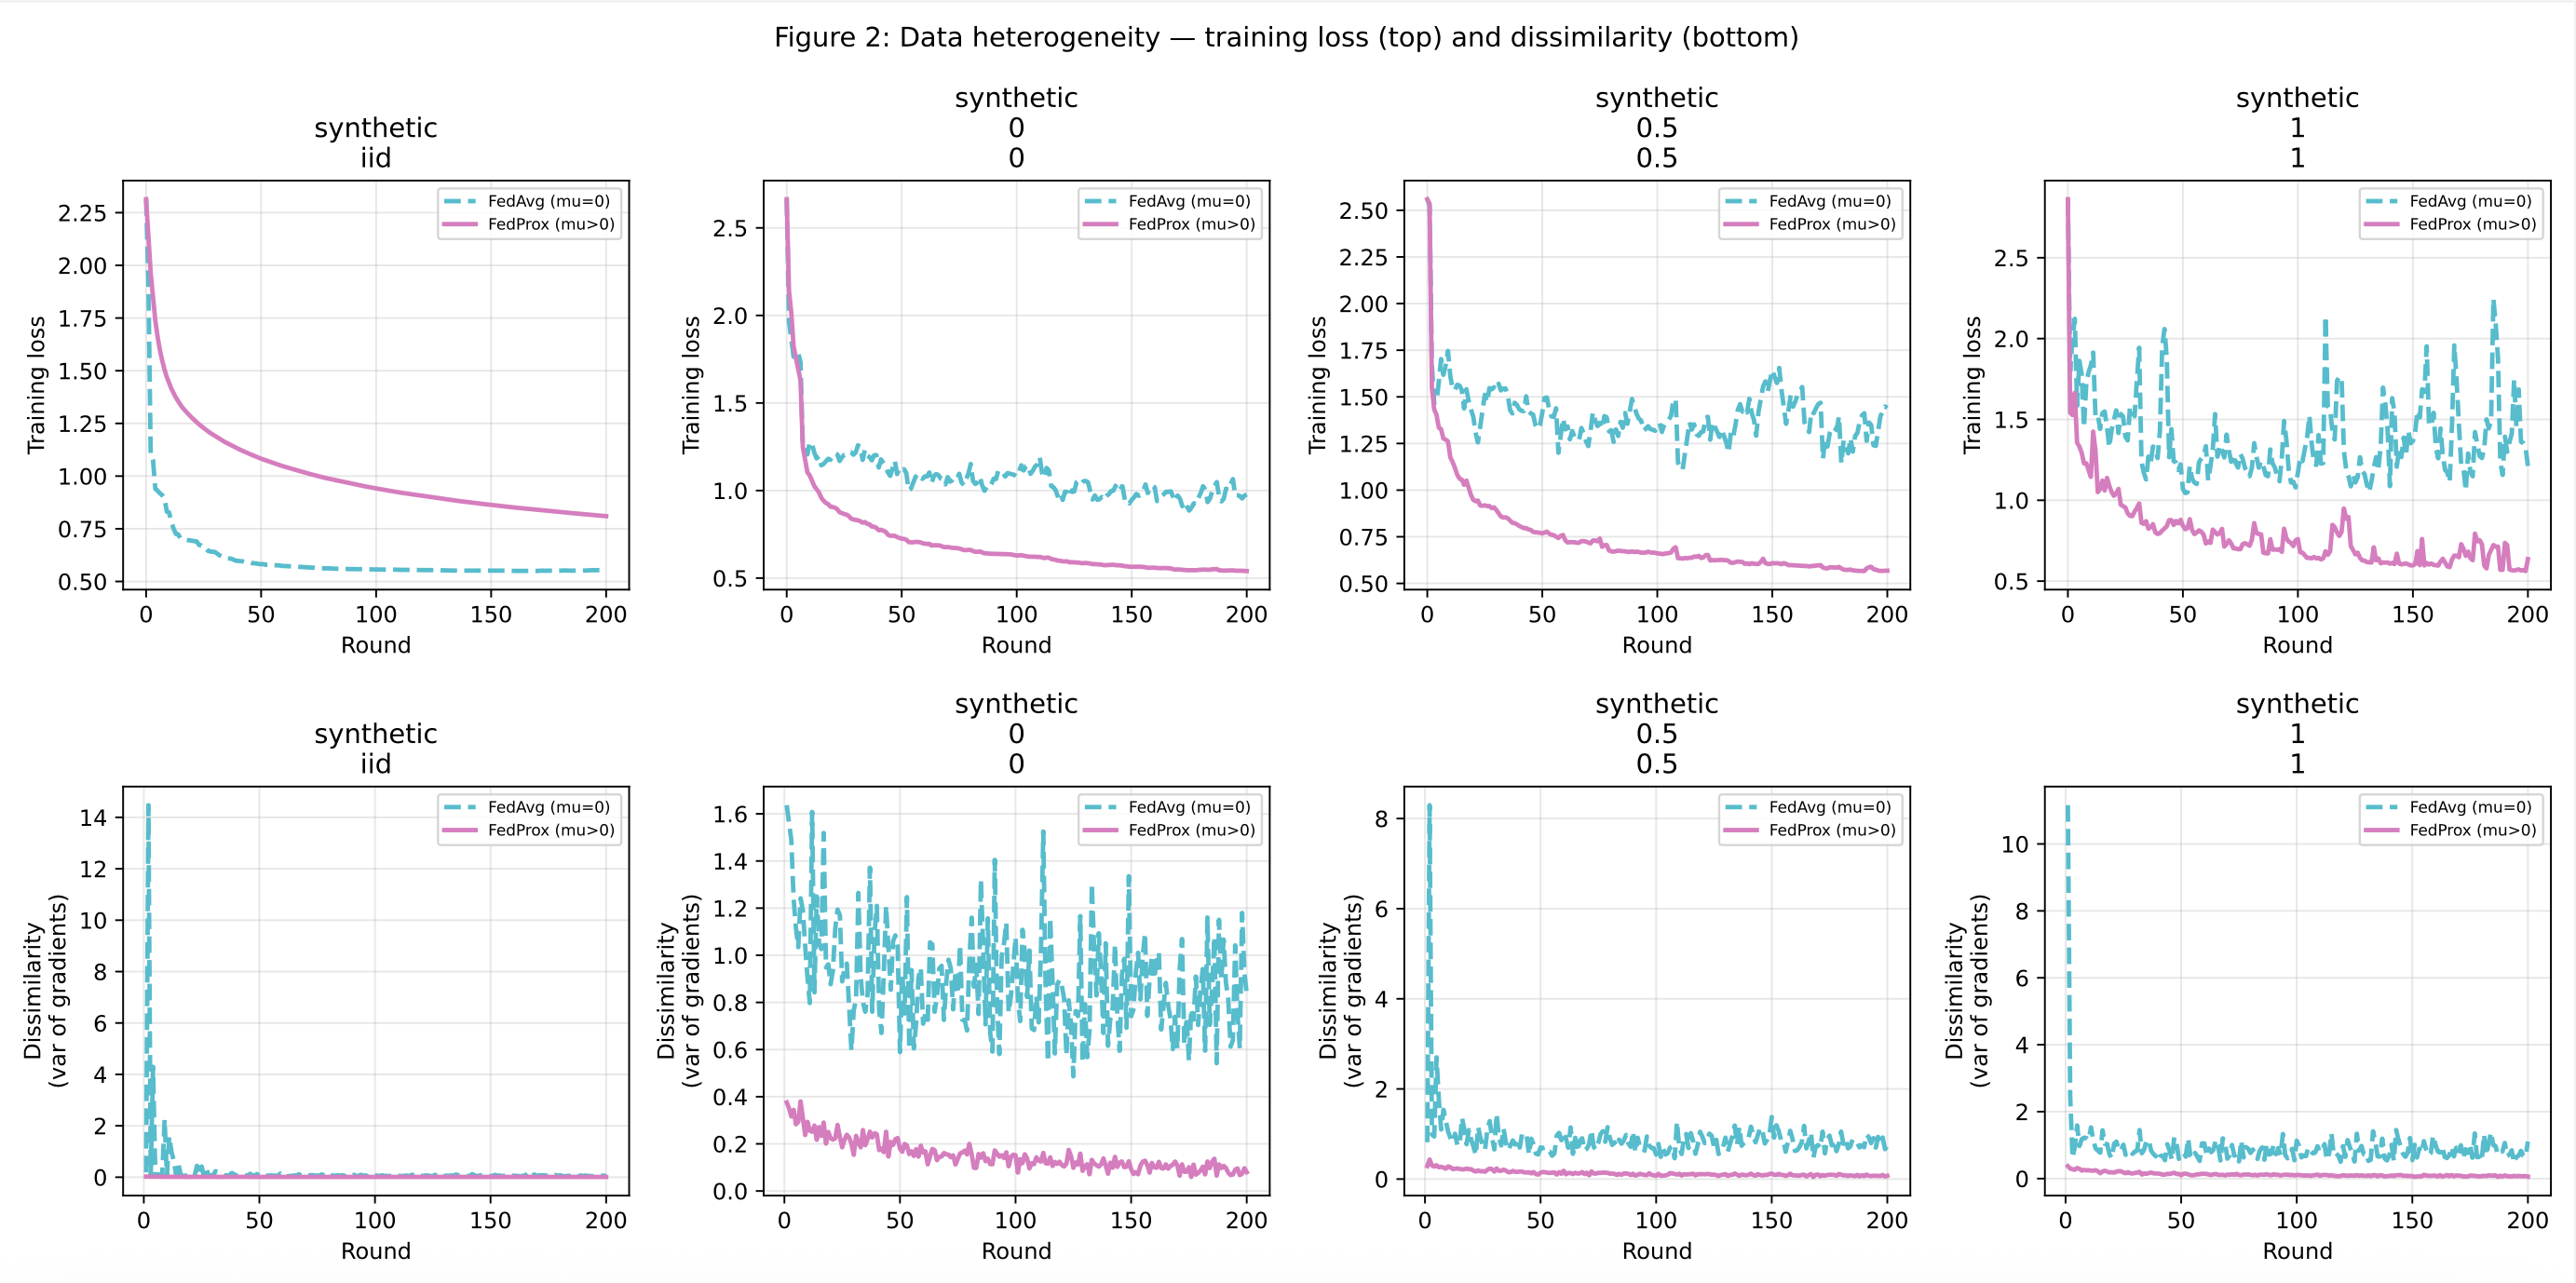 Figure 2: Data heterogeneity — training loss (top) and dissimilarity (bottom)
synthetic
iid
2.25
2.00
1.75
1.50
1.25
1.00
0.75
0.50
Training loss
FedAvg (mu=0)
FedProx (mu>0)
0 50 100 150 200
Round
synthetic
0
0
2.5
2.0
1.5
1.0
0.5
Training loss
FedAvg (mu=0)
FedProx (mu>0)
0 50 100 150 200
Round
synthetic
0.5
0.5
2.50
2.25
2.00
1.75
1.50
1.25
1.00
0.75
0.50
Training loss
FedAvg (mu=0)
FedProx (mu>0)
0 50 100 150 200
Round
synthetic
1
1
2.5
2.0
1.5
1.0
0.5
Training loss
FedAvg (mu=0)
FedProx (mu>0)
0 50 100 150 200
Round
synthetic
iid
14
12
10
8
6
4
2
0
Dissimilarity
(var of gradients)
FedAvg (mu=0)
FedProx (mu>0)
0 50 100 150 200
Round
synthetic
0
0
1.6
1.4
1.2
1.0
0.8
0.6
0.4
0.2
0.0
Dissimilarity
(var of gradients)
FedAvg (mu=0)
FedProx (mu>0)
0 50 100 150 200
Round
synthetic
0.5
0.5
8
6
4
2
0
Dissimilarity
(var of gradients)
FedAvg (mu=0)
FedProx (mu>0)
0 50 100 150 200
Round
synthetic
1
1
10
8
6
4
2
0
Dissimilarity
(var of gradients)
FedAvg (mu=0)
FedProx (mu>0)
0 50 100 150 200
Round